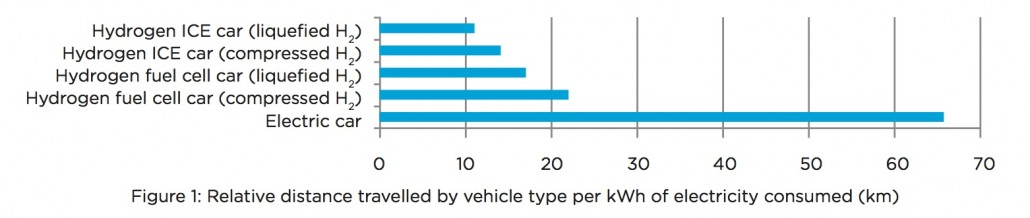 Hydrogen ICE car (liquefied H₂)
Hydrogen ICE car (compressed H₂)
Hydrogen fuel cell car (liquefied H₂)
Hydrogen fuel cell car (compressed H₂)
Electric car
0 10 20 30 40 50 60 70
Figure 1: Relative distance travelled by vehicle type per kWh of electricity consumed (km)